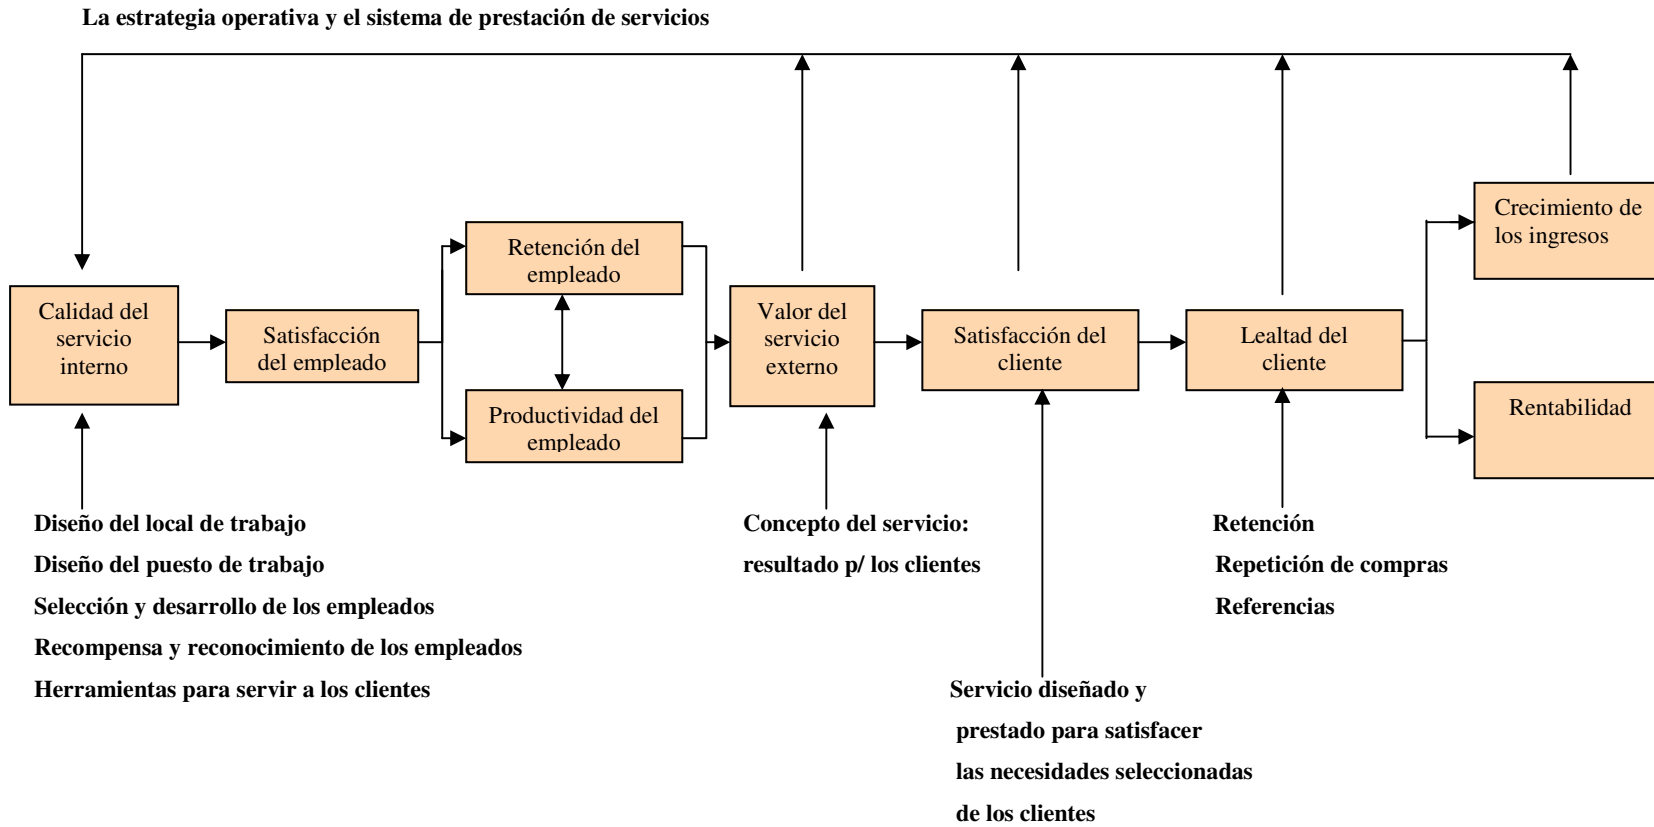 La estrategia operativa y el sistema de prestación de servicios
Calidad del
servicio
interno
Satisfacción
del empleado
Retención del
empleado
Productividad del
empleado
Valor del
servicio
externo
Satisfacción del
cliente
Lealtad del
cliente
Crecimiento de
los ingresos
Rentabilidad
Diseño del local de trabajo
Diseño del puesto de trabajo
Selección y desarrollo de los empleados
Recompensa y reconocimiento de los empleados
Herramientas para servir a los clientes
Concepto del servicio:
resultado p/ los clientes
Servicio diseñado y
prestado para satisfacer
las necesidades seleccionadas
de los clientes
Retención
Repetición de compras
Referencias